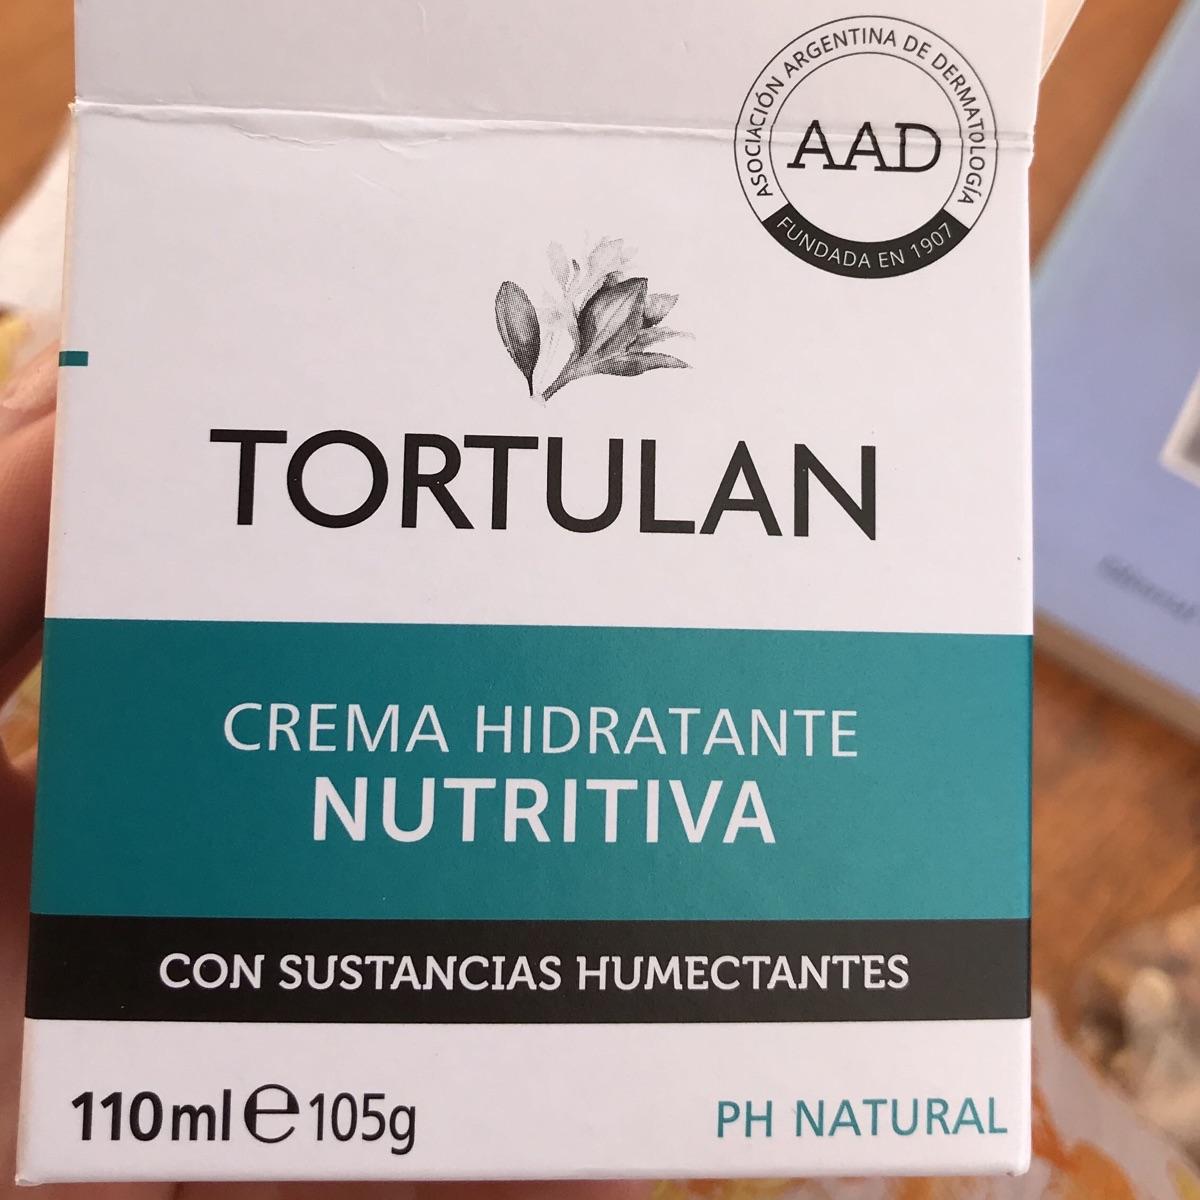 ASOCIACIÓN ARGENTINA DE DERMATOLOGÍA
AAD
FUNDADA EN 1907
TORTULAN
CREMA HIDRATANTE
NUTRITIVA
CON SUSTANCIAS HUMECTANTES
110ml e 105g
PH NATURAL